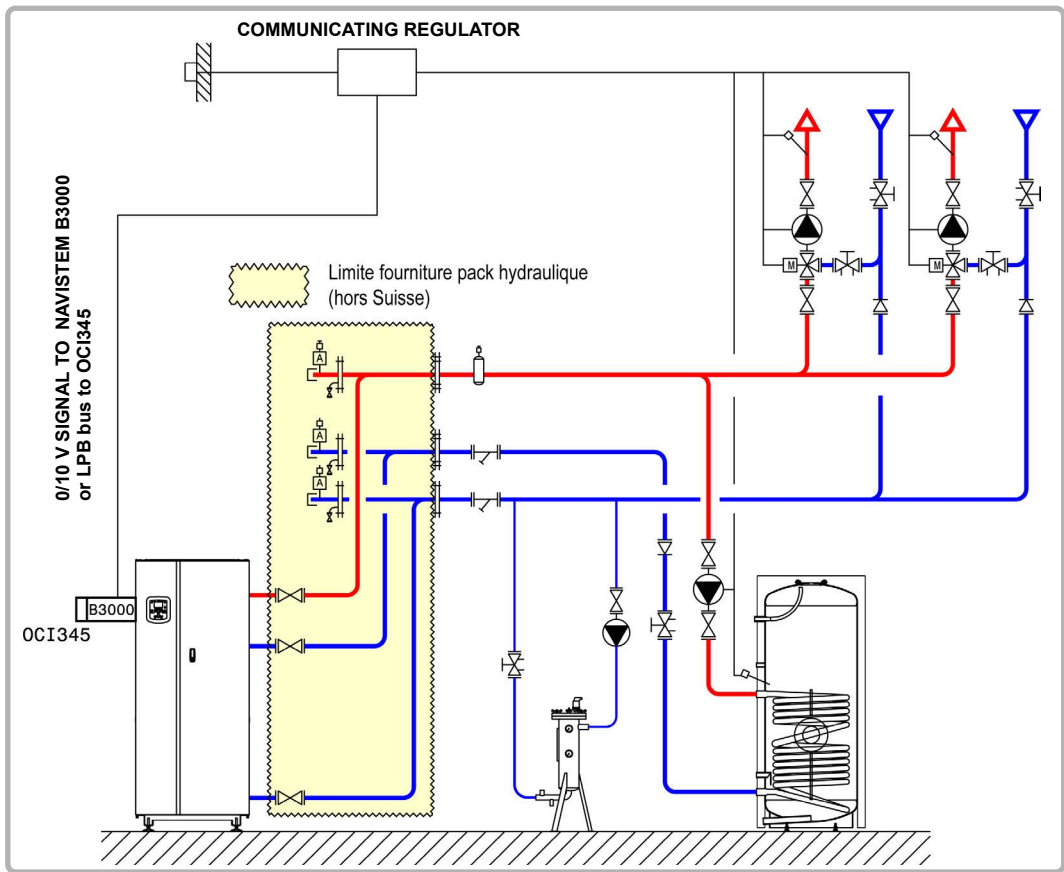 COMMUNICATING REGULATOR
0/10 V SIGNAL TO NAVISTEM B3000
or LPB bus to OCI345
Limite fourniture pack hydraulique
(hors Suisse)
M
M
A
A
A
B3000
OCI345